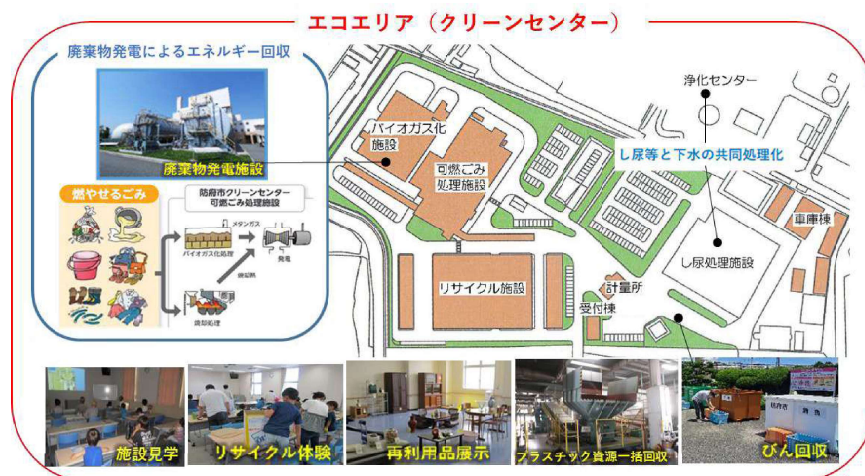 エコエリア（クリーンセンター）
廃棄物発電によるエネルギー回収
廃棄物発電施設
燃やせるごみ
防府市クリーンセンター
可燃ごみ処理施設
メタンガス
バイオガス化処理
発電
焼却熱
焼却処理
バイオガス化
施設
可燃ごみ
処理施設
リサイクル施設
浄化センター
し尿等と下水の共同処理化
車庫棟
し尿処理施設
計量所
受付棟
施設見学
リサイクル体験
再利用品展示
プラスチック資源一括回収
びん回収